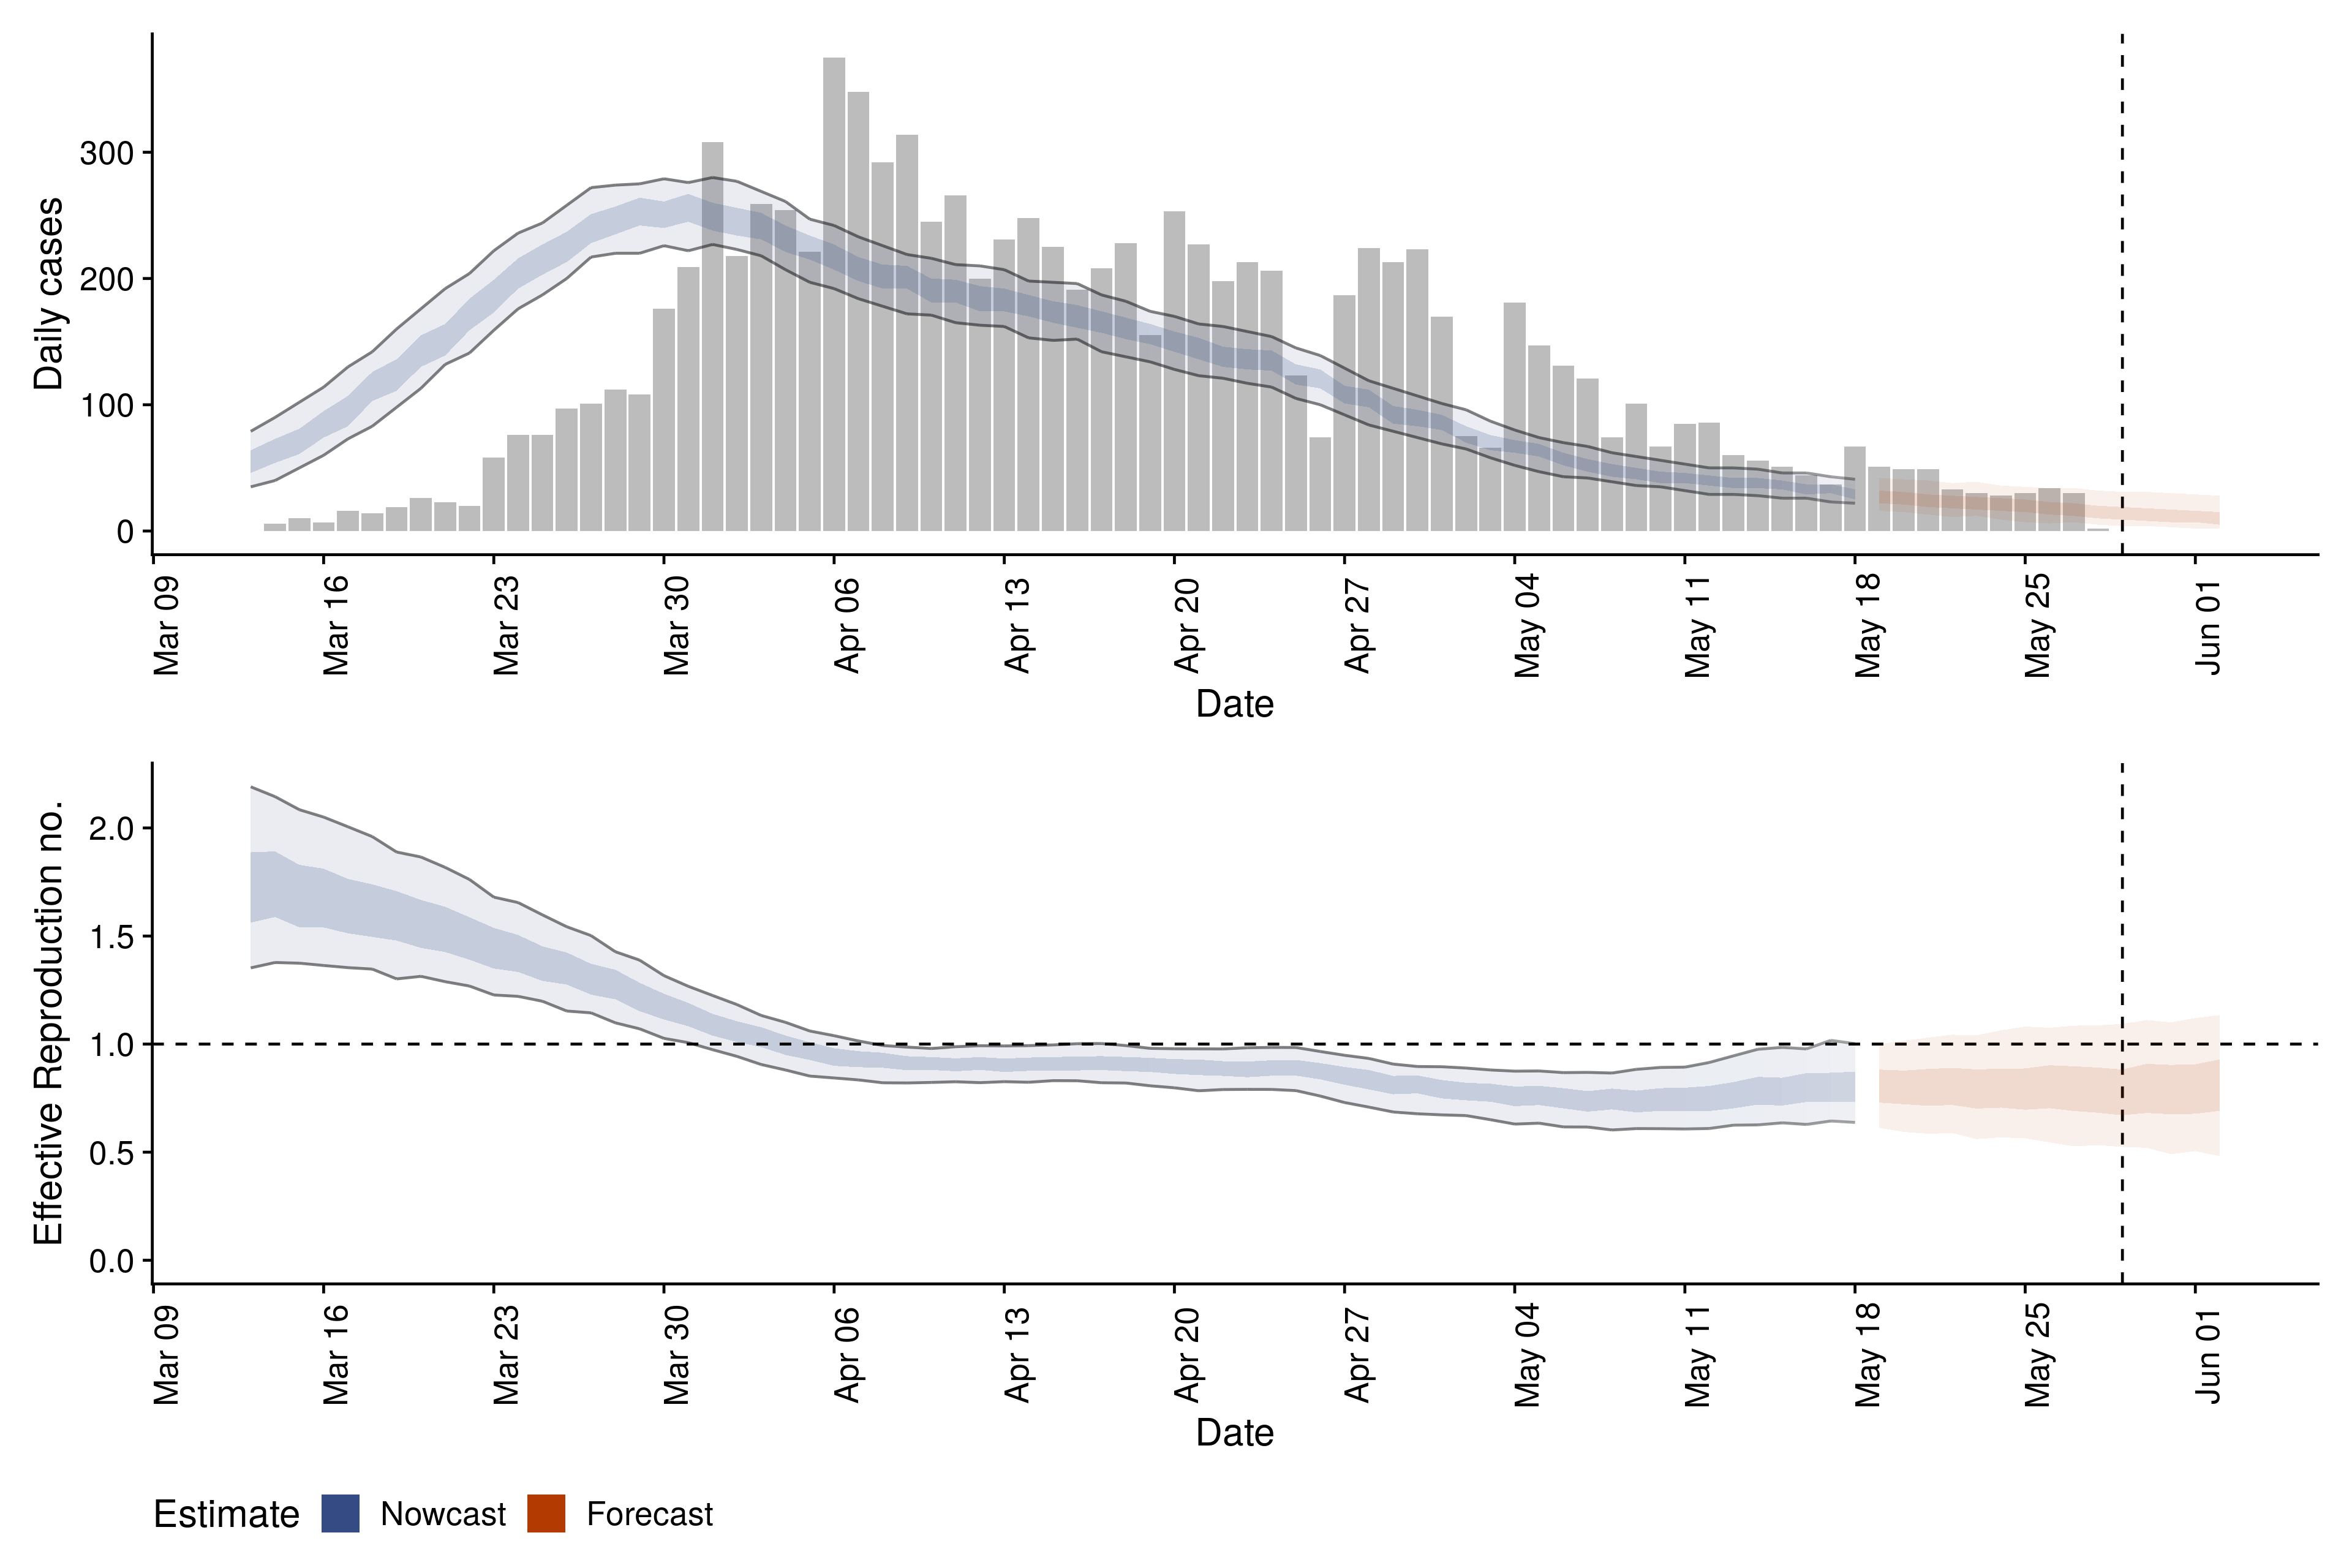 Daily cases
300
200
100
0
Mar 09
Mar 16
Mar 23
Mar 30
Apr 06
Apr 13
Apr 20
Apr 27
May 04
May 11
May 18
May 25
Jun 01
Date
Effective Reproduction no.
2.0
1.5
1.0
0.5
0.0
Mar 09
Mar 16
Mar 23
Mar 30
Apr 06
Apr 13
Apr 20
Apr 27
May 04
May 11
May 18
May 25
Jun 01
Date
Estimate Nowcast Forecast